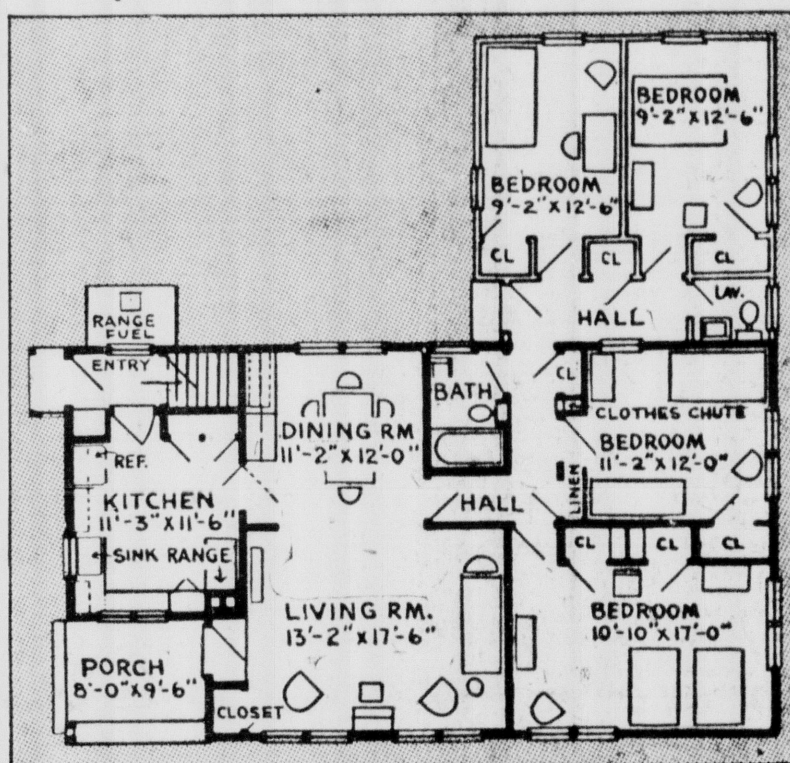 BEDROOM
9'-2" X 12'-6"
BEDROOM
9'-2" X 12'-6"
CL
CL
CL
LAV.
HALL
RANGE
FUEL
ENTRY
BATH
CL
CLOTHES CHUTE
DINING RM
11'-2" X 12'-0"
BEDROOM
11'-2" X 12'-0"
REF.
LINEN
KITCHEN
11'-3" X 11'-6"
HALL
SINK RANGE
CL
CL
CL
LIVING RM.
13'-2" X 17'-6"
BEDROOM
10'-10" X 17'-0"
PORCH
8'-0" X 9'-6"
CLOSET